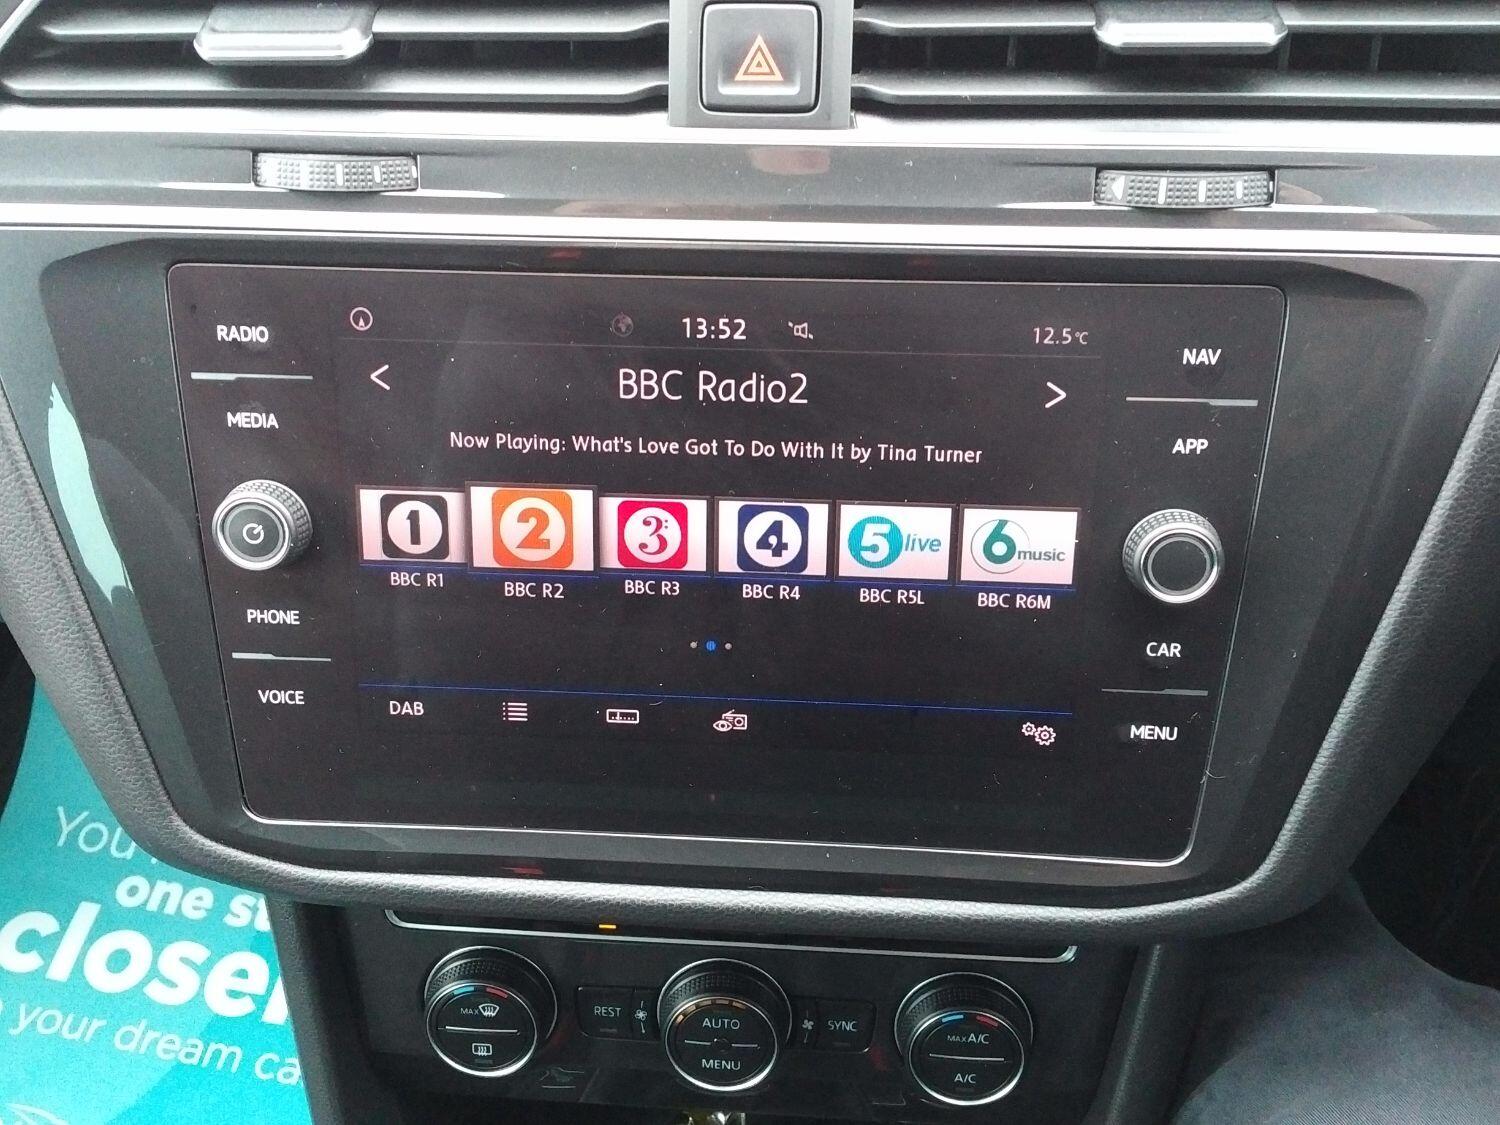 RADIO
MEDIA
PHONE
VOICE
13:52
12.5°C
< BBC Radio2 >
Now Playing: What's Love Got To Do With It by Tina Turner
1
2
3
4
5 live
6 music
BBC R1
BBC R2
BBC R3
BBC R4
BBC R5L
BBC R6M
DAB
NAV
APP
CAR
MENU
You
one
closer
your dream
MAX
REST
AUTO
MENU
SYNC
MAX A/C
A/C